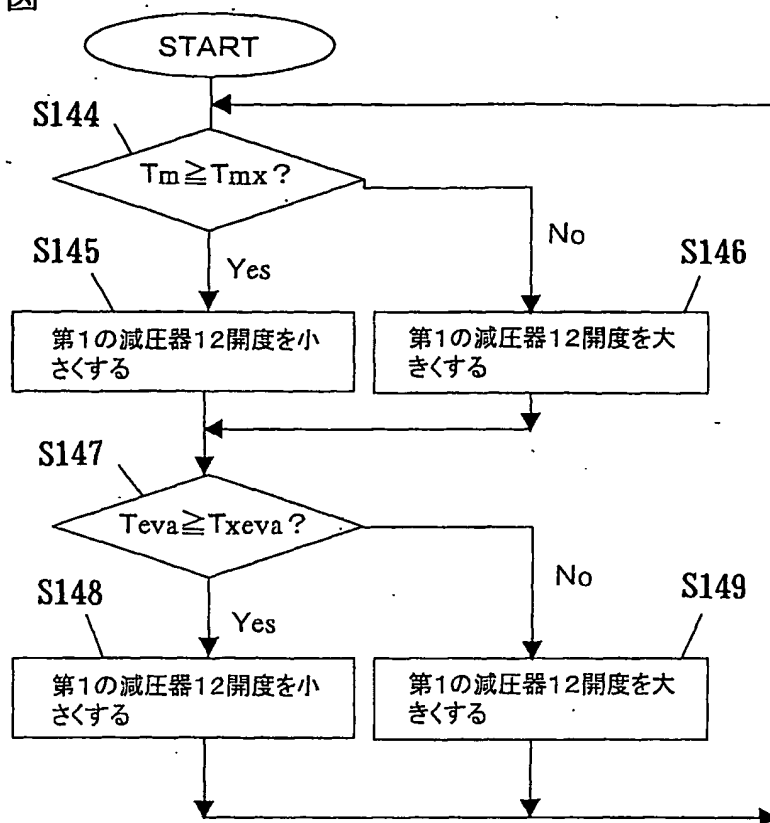 図
START
S144
Tm≧Tmx?
No
S145
Yes
S146
第1の減圧器12開度を小
さくする
第1の減圧器12開度を大
きくする
S147
Teva≧Txeva?
No
S148
Yes
S149
第1の減圧器12開度を小
さくする
第1の減圧器12開度を大
きくする